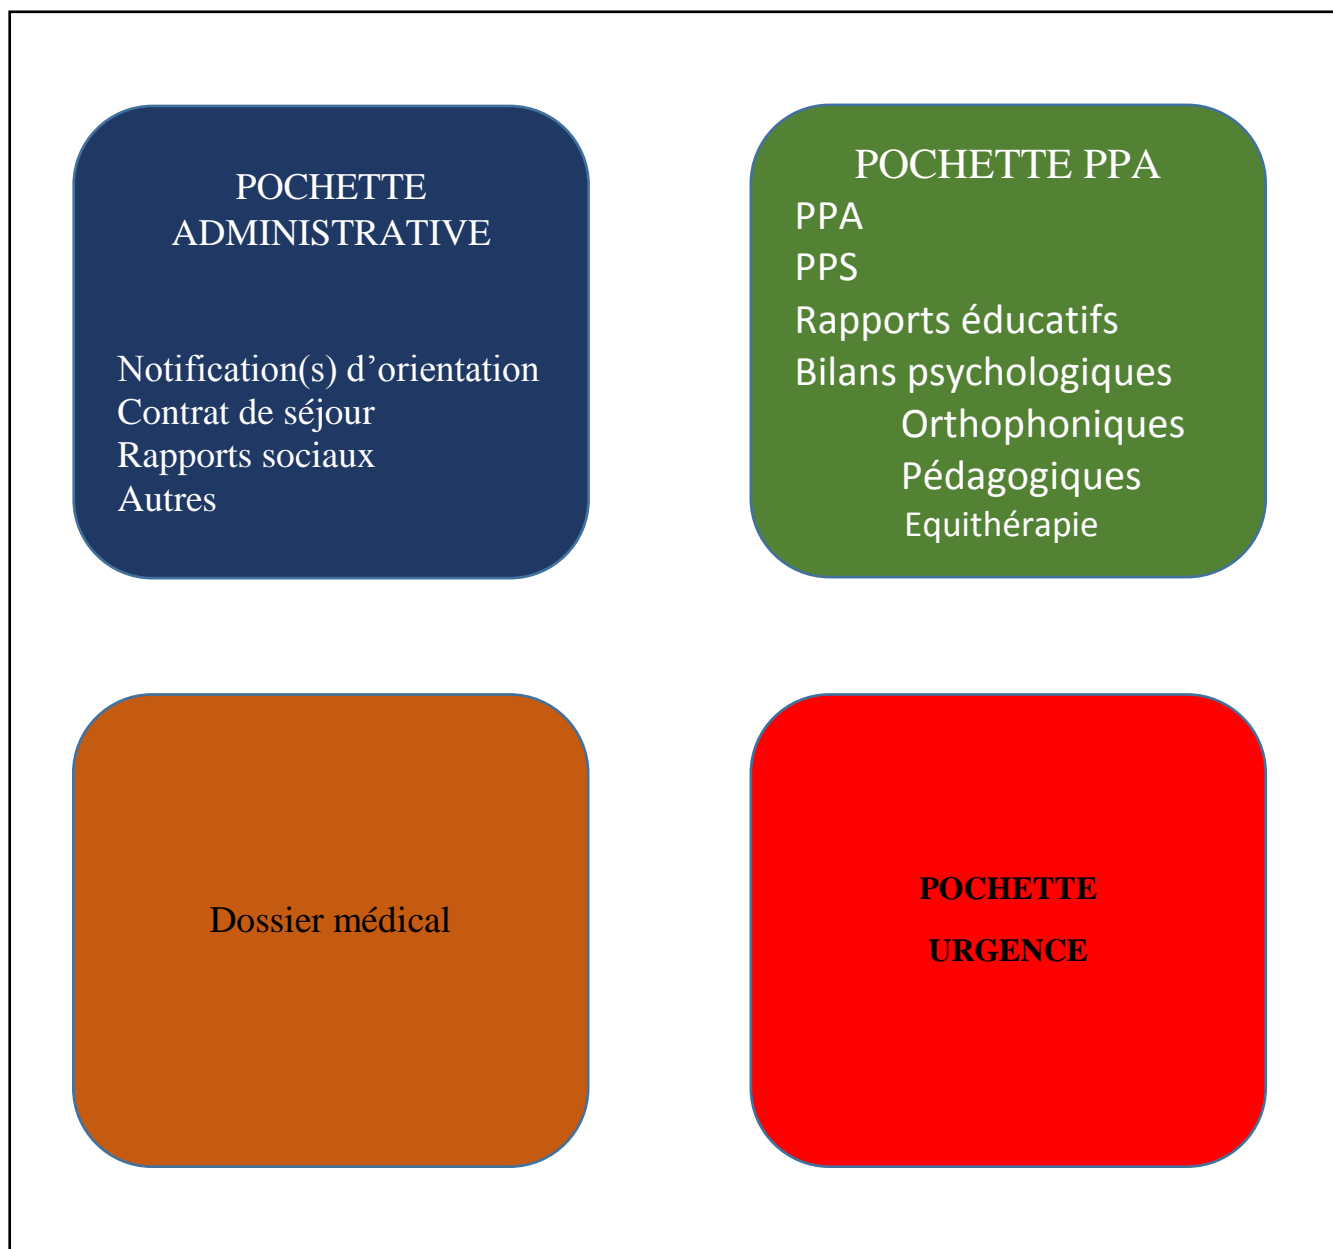 POCHETTE
ADMINISTRATIVE
Notification(s) d’orientation
Contrat de séjour
Rapports sociaux
Autres
POCHETTE PPA
PPA
PPS
Rapports éducatifs
Bilans psychologiques
Orthophoniques
Pédagogiques
Equithérapie
Dossier médical
POCHETTE
URGENCE